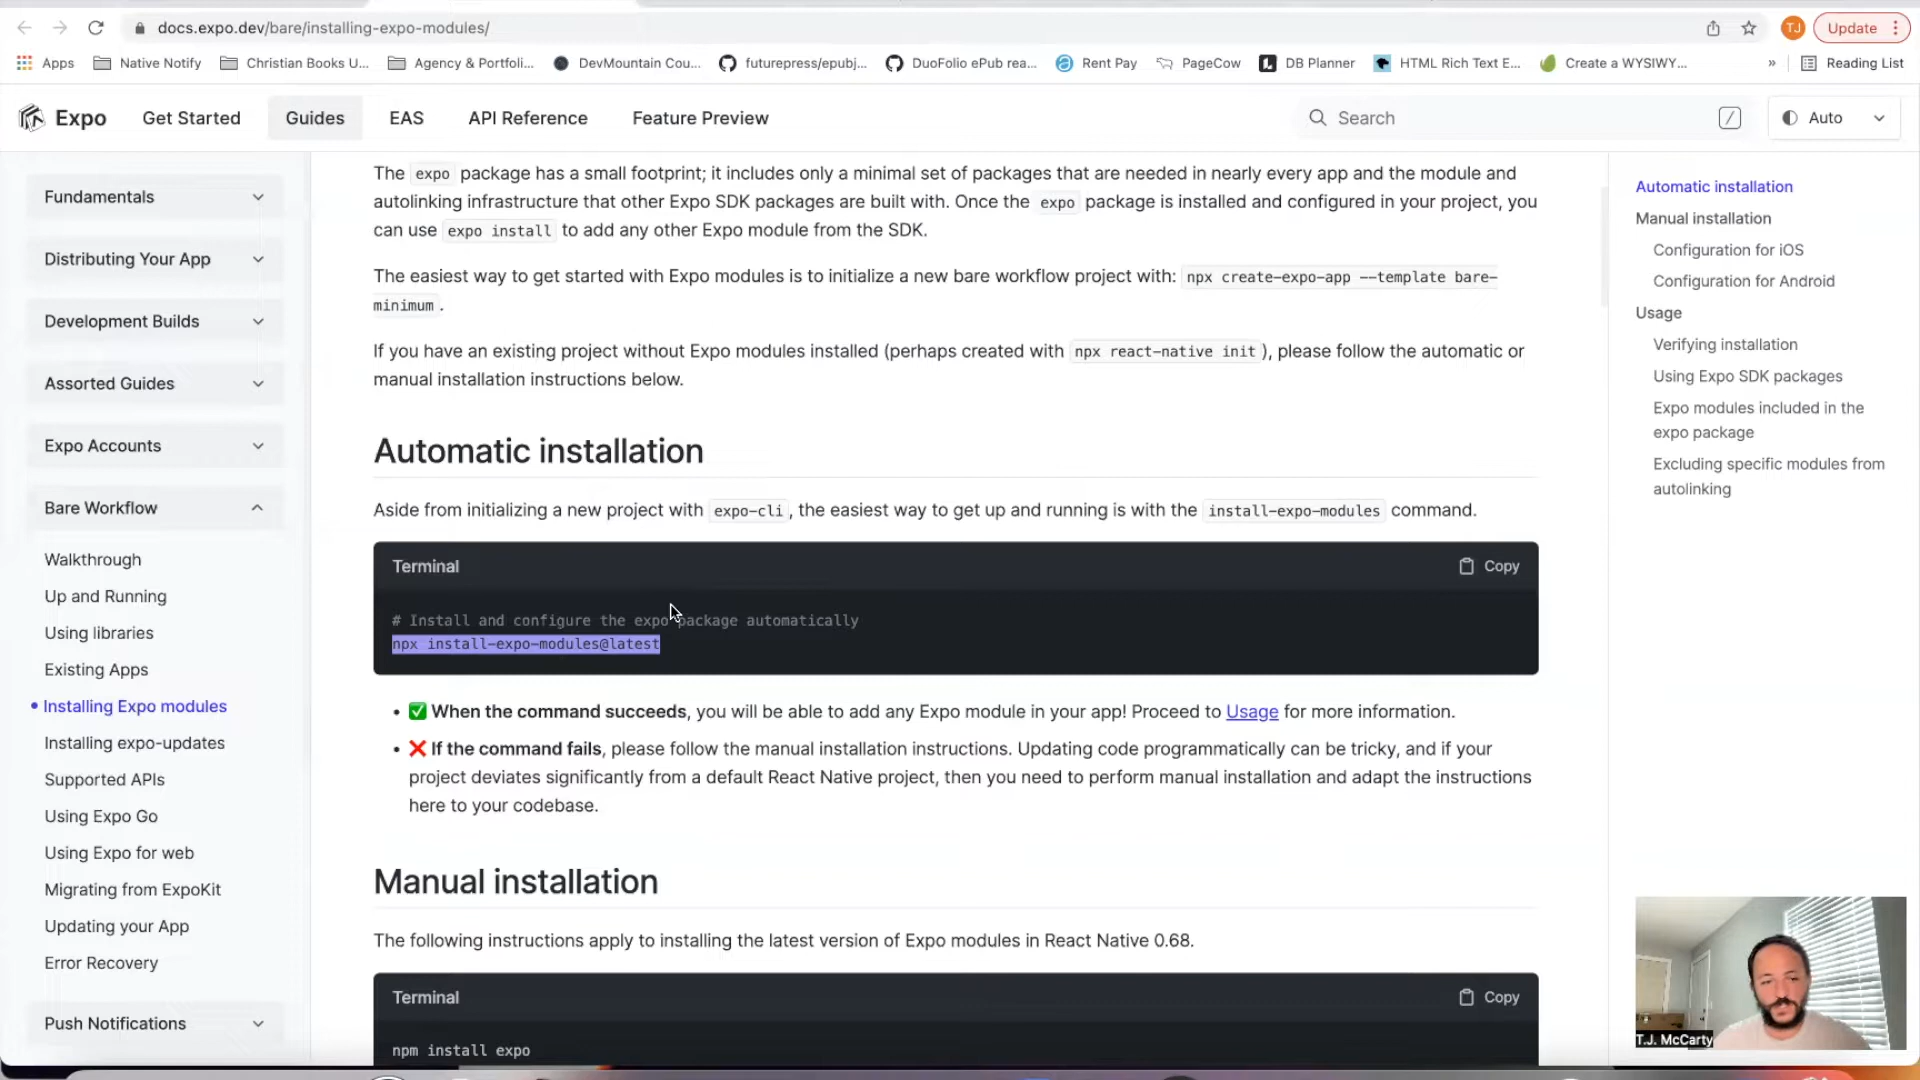 docs.expo.dev/bare/installing-expo-modules/
TJ
Update
Apps
Native Notify
Christian Books U...
Agency & Portfoli...
DevMountain Cou...
futurepress/epubj...
DuoFolio ePub rea...
Rent Pay
PageCow
DB Planner
HTML Rich Text E...
Create a WYSIWY...
»
Reading List
Expo
Get Started
Guides
EAS
API Reference
Feature Preview
Search
/
Auto
Fundamentals
Distributing Your App
Development Builds
Assorted Guides
Expo Accounts
Bare Workflow
Walkthrough
Up and Running
Using libraries
Existing Apps
• Installing Expo modules
Installing expo-updates
Supported APIs
Using Expo Go
Using Expo for web
Migrating from ExpoKit
Updating your App
Error Recovery
Push Notifications
The expo package has a small footprint; it includes only a minimal set of packages that are needed in nearly every app and the module and
autolinking infrastructure that other Expo SDK packages are built with. Once the expo package is installed and configured in your project, you
can use expo install to add any other Expo module from the SDK.
The easiest way to get started with Expo modules is to initialize a new bare workflow project with: npx create-expo-app --template bare-
minimum .
If you have an existing project without Expo modules installed (perhaps created with npx react-native init ), please follow the automatic or
manual installation instructions below.
Automatic installation
Aside from initializing a new project with expo-cli , the easiest way to get up and running is with the install-expo-modules command.
Terminal
Copy
# Install and configure the expo package automatically
npx install-expo-modules@latest
• ✅ When the command succeeds, you will be able to add any Expo module in your app! Proceed to Usage for more information.
• ❌ If the command fails, please follow the manual installation instructions. Updating code programmatically can be tricky, and if your
project deviates significantly from a default React Native project, then you need to perform manual installation and adapt the instructions
here to your codebase.
Manual installation
The following instructions apply to installing the latest version of Expo modules in React Native 0.68.
Terminal
Copy
npm install expo
Automatic installation
Manual installation
Configuration for iOS
Configuration for Android
Usage
Verifying installation
Using Expo SDK packages
Expo modules included in the
expo package
Excluding specific modules from
autolinking
T.J. McCarty